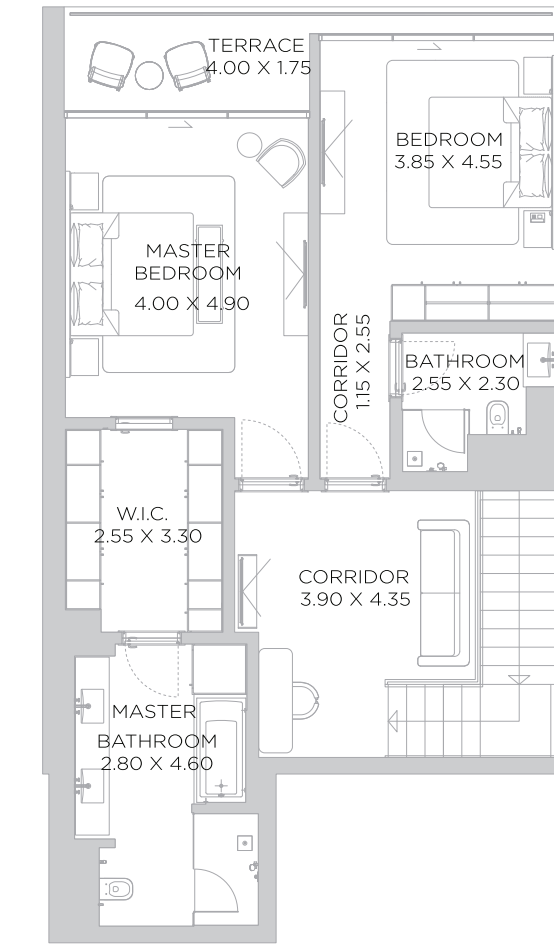 TERRACE
4.00 X 1.75
BEDROOM
3.85 X 4.55
MASTER
BEDROOM
4.00 X 4.90
CORRIDOR
1.15 X 2.55
BATHROOM
2.55 X 2.30
W.I.C.
2.55 X 3.30
CORRIDOR
3.90 X 4.35
MASTER
BATHROOM
2.80 X 4.60